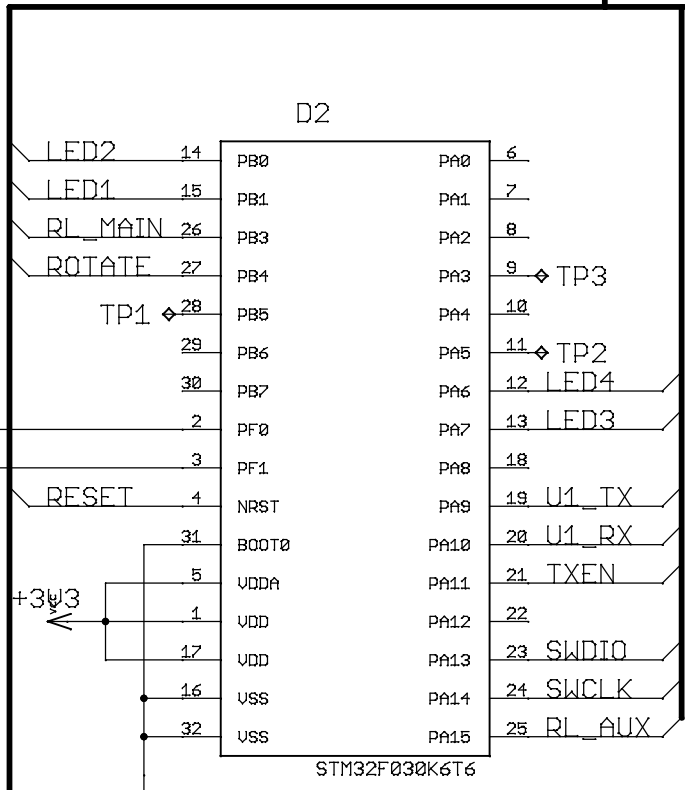 D2
LED2 14 PB0 PA0 6
LED1 15 PB1 PA1 7
RL_MAIN 26 PB3 PA2 8
ROTATE 27 PB4 PA3 9 TP3
TP1 28 PB5 PA4 10
29 PB6 PA5 11 TP2
30 PB7 PA6 12 LED4
2 PF0 PA7 13 LED3
3 PF1 PA8 18
RESET 4 NRST PA9 19 U1_TX
31 BOOT0 PA10 20 U1_RX
5 VDDA PA11 21 TXEN
+3V3 1 VDD PA12 22
17 VDD PA13 23 SWDIO
16 VSS PA14 24 SWCLK
32 VSS PA15 25 RL_AUX
STM32F030K6T6